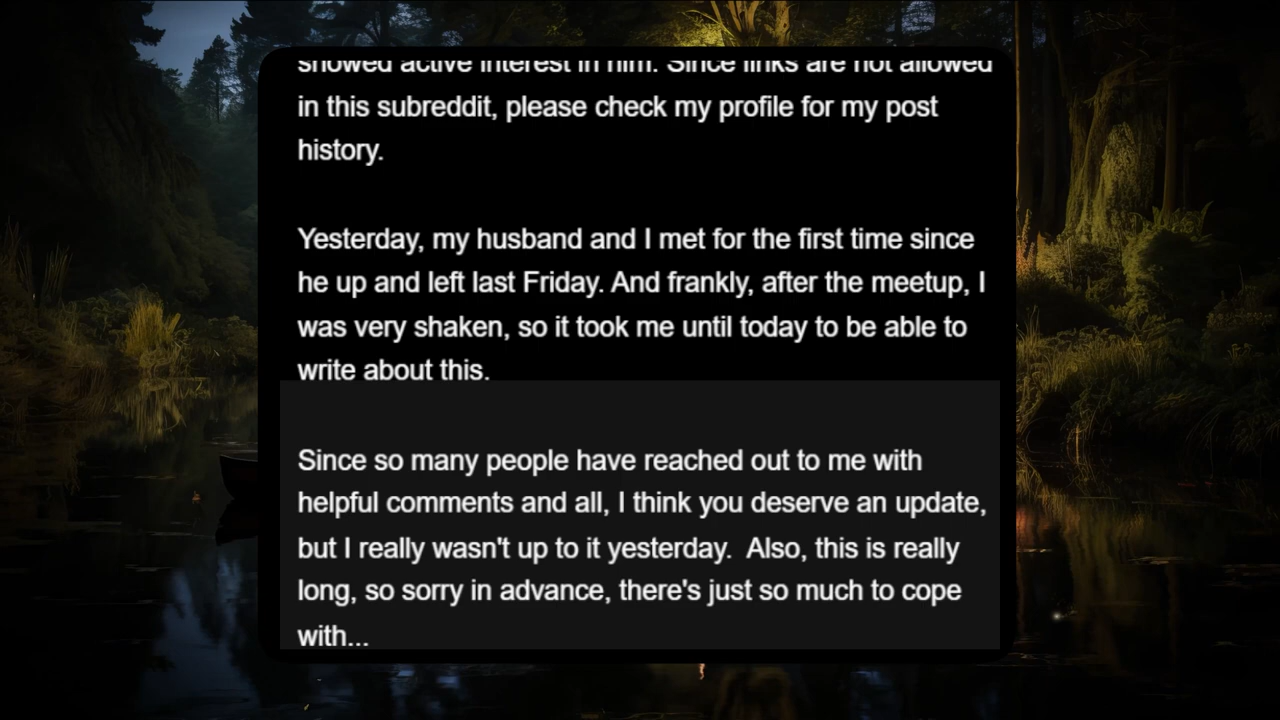 showed active interest in him. Since links are not allowed
in this subreddit, please check my profile for my post
history.
Yesterday, my husband and I met for the first time since
he up and left last Friday. And frankly, after the meetup, I
was very shaken, so it took me until today to be able to
write about this.
Since so many people have reached out to me with
helpful comments and all, I think you deserve an update,
but I really wasn't up to it yesterday.  Also, this is really
long, so sorry in advance, there's just so much to cope
with...